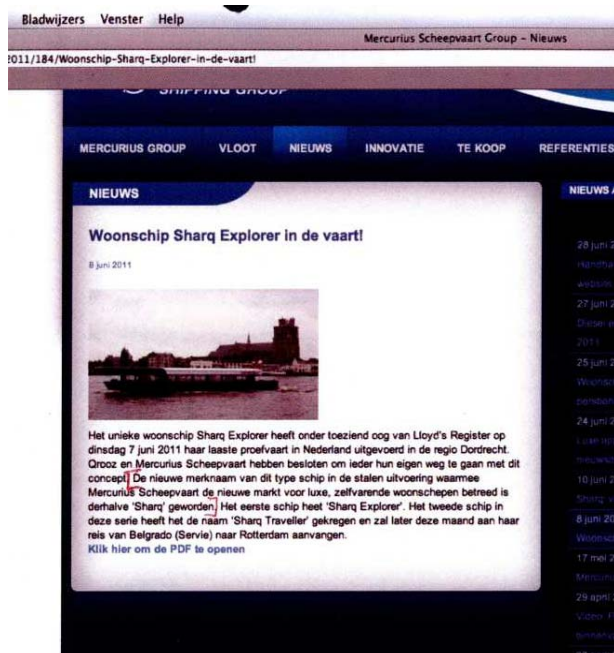 Bladwijzers Venster Help
Mercurius Scheepvaart Group – Nieuws
2011/184/Woonschip-Sharq-Explorer-in-de-vaart!
SHIPPING GROUP
MERCURIUS GROUP VLOOT NIEUWS INNOVATIE TE KOOP REFERENTIES
NIEUWS
NIEUWS
Woonschip Sharq Explorer in de vaart!
8 juni 2011
28 juni
27 juni
2011
25 juni
24 juni
10 juni
8 juni
17 mei
29 april
Het unieke woonschip Sharq Explorer heeft onder toeziend oog van Lloyd's Register op
dinsdag 7 juni 2011 haar laaste proefvaart in Nederland uitgevoerd in de regio Dordrecht.
Qrooz en Mercurius Scheepvaart hebben besloten om ieder hun eigen weg te gaan met dit
concept. De nieuwe merknaam van dit type schip in de stalen uitvoering waarmee
Mercurius Scheepvaart de nieuwe markt voor luxe, zelfvarende woonschepen betreed is
derhalve 'Sharq' geworden. Het eerste schip heet 'Sharq Explorer'. Het tweede schip in
deze serie heeft het de naam 'Sharq Traveller' gekregen en zal later deze maand aan haar
reis van Belgrado (Servie) naar Rotterdam aanvangen.
Klik hier om de PDF te openen